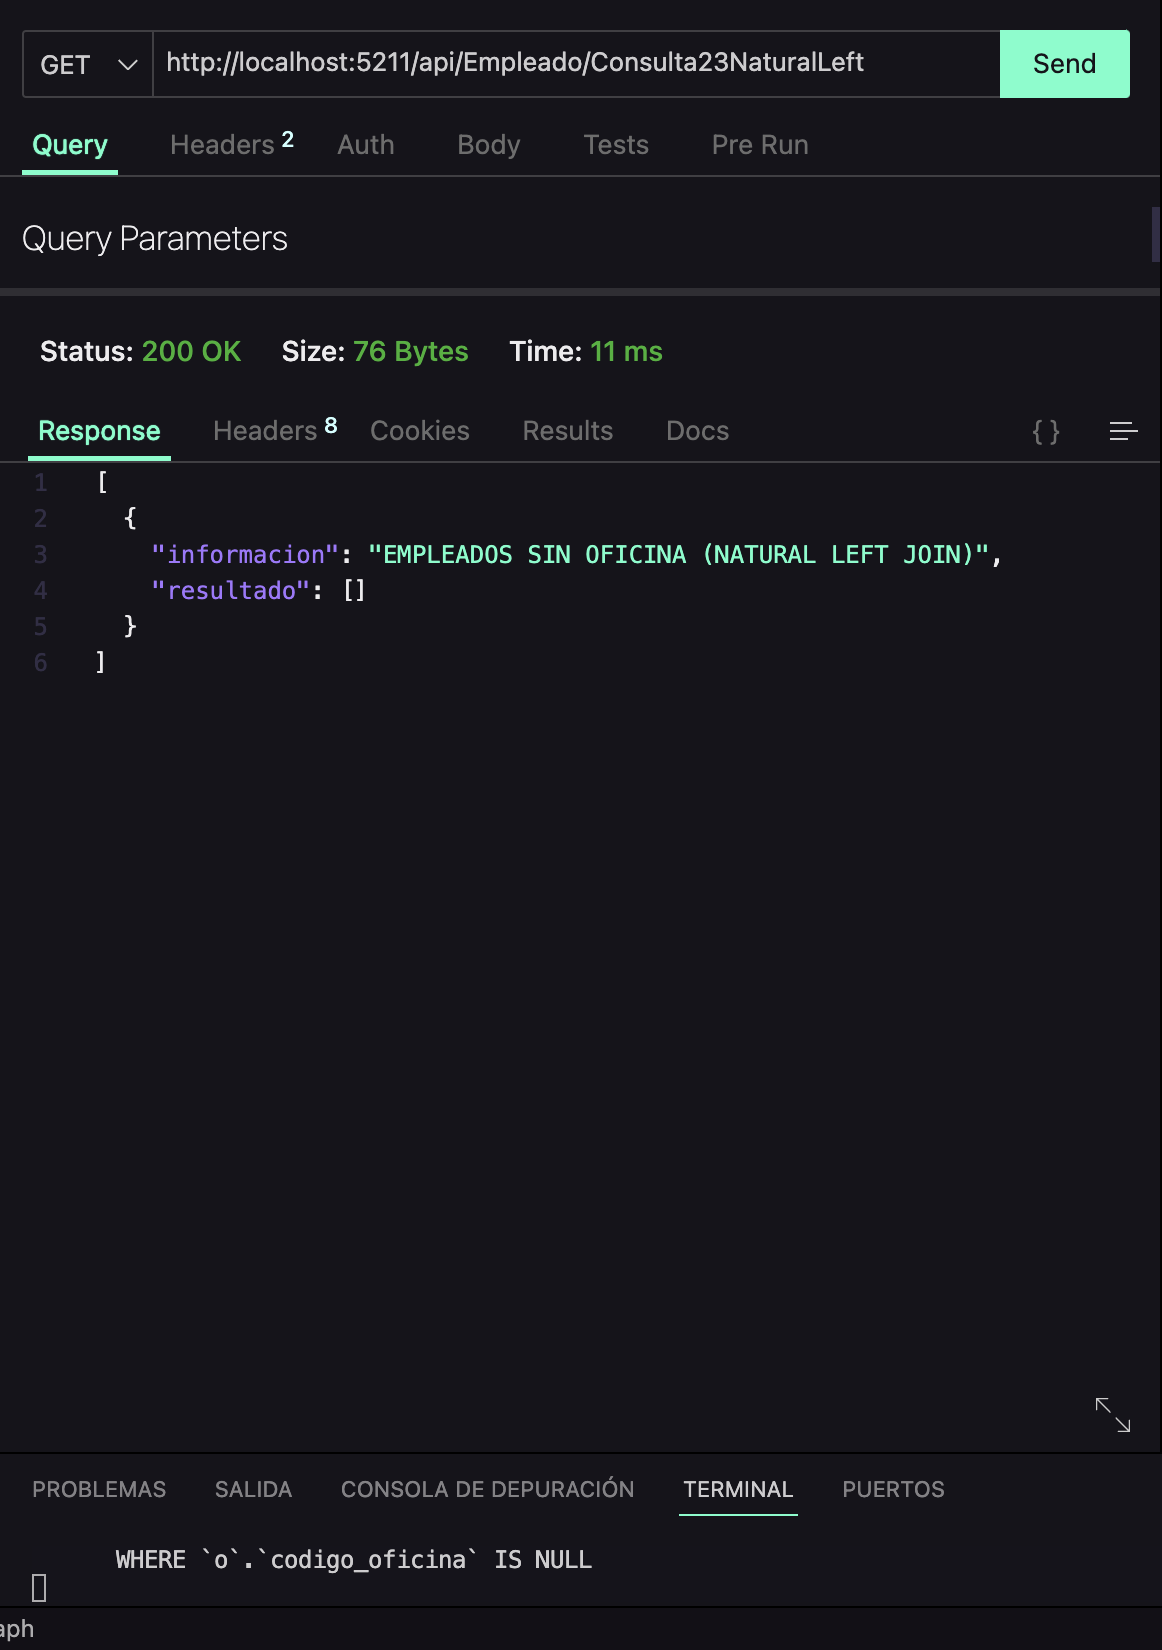 GET http://localhost:5211/api/Empleado/Consulta23NaturalLeft Send
Query Headers 2 Auth Body Tests Pre Run
Query Parameters
Status: 200 OK Size: 76 Bytes Time: 11 ms
Response Headers 8 Cookies Results Docs { }
1 [
2 {
3 "informacion": "EMPLEADOS SIN OFICINA (NATURAL LEFT JOIN)",
4 "resultado": []
5 }
6 ]
PROBLEMAS SALIDA CONSOLA DE DEPURACIÓN TERMINAL PUERTOS
WHERE `o`.`codigo_oficina` IS NULL
aph